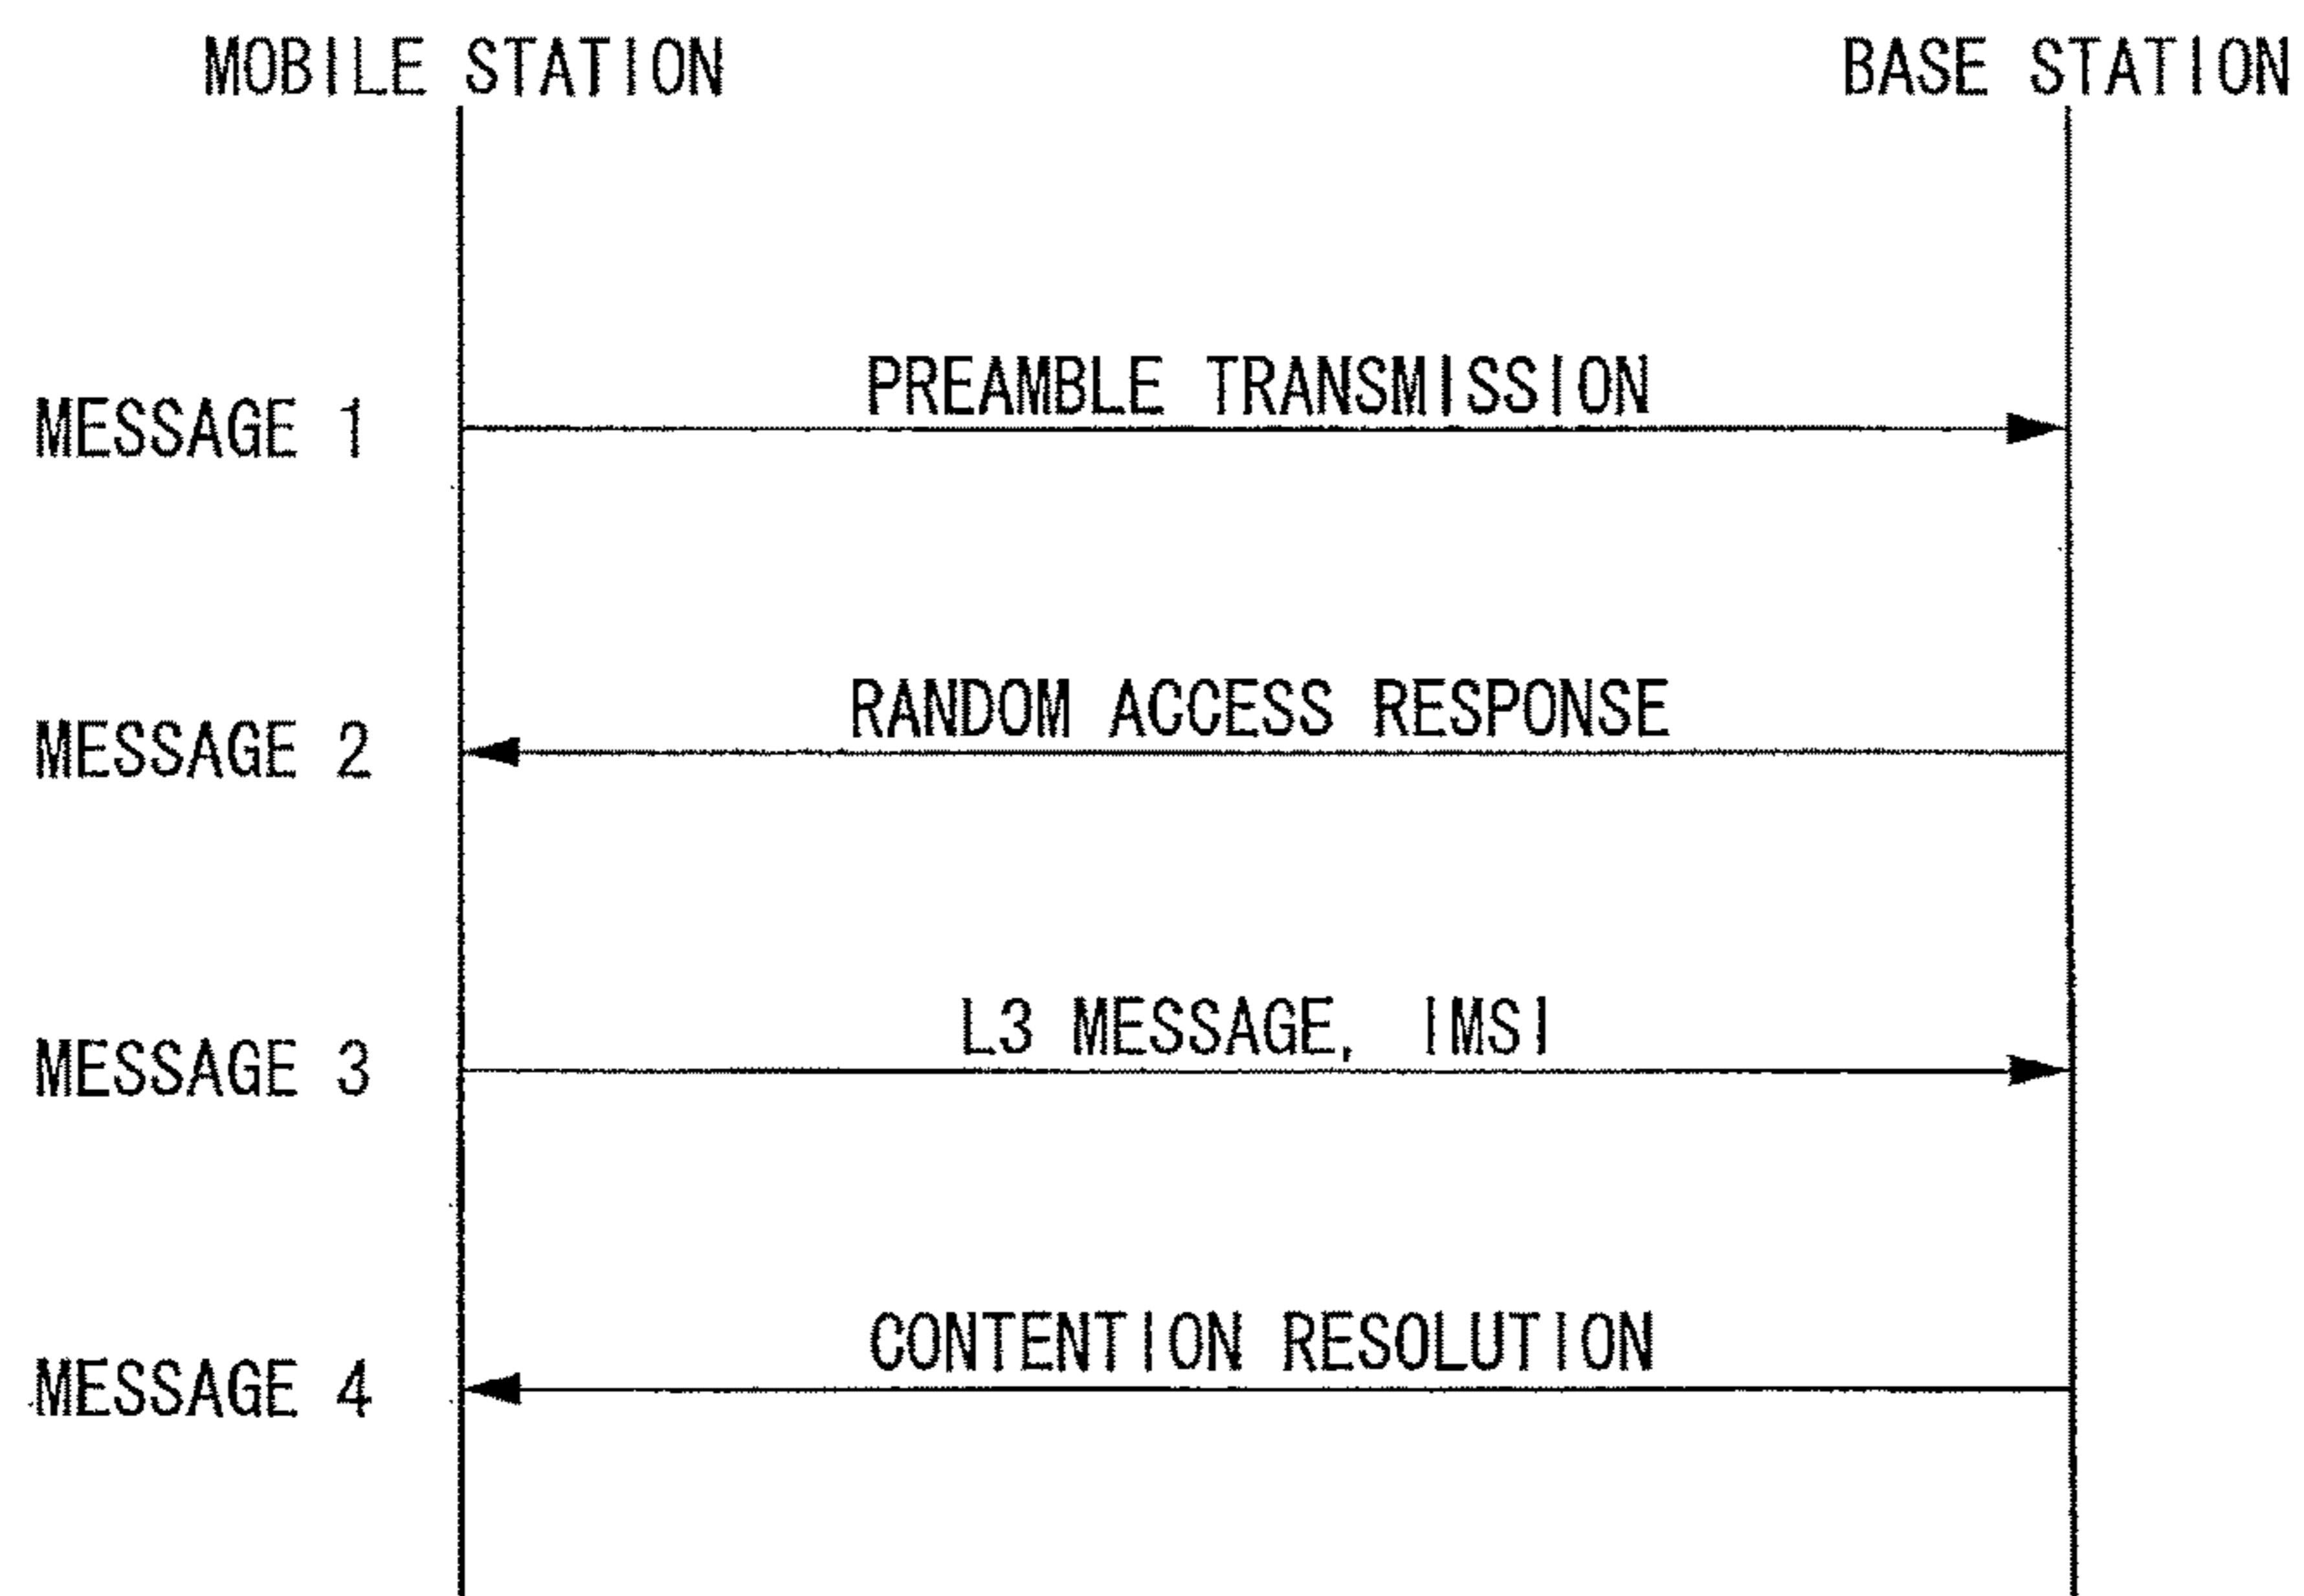 MOBILE STATION
BASE STATION
PREAMBLE TRANSMISSION
MESSAGE 1
RANDOM ACCESS RESPONSE
MESSAGE 2
L3 MESSAGE, IMSI
MESSAGE 3
CONTENTION RESOLUTION
MESSAGE 4